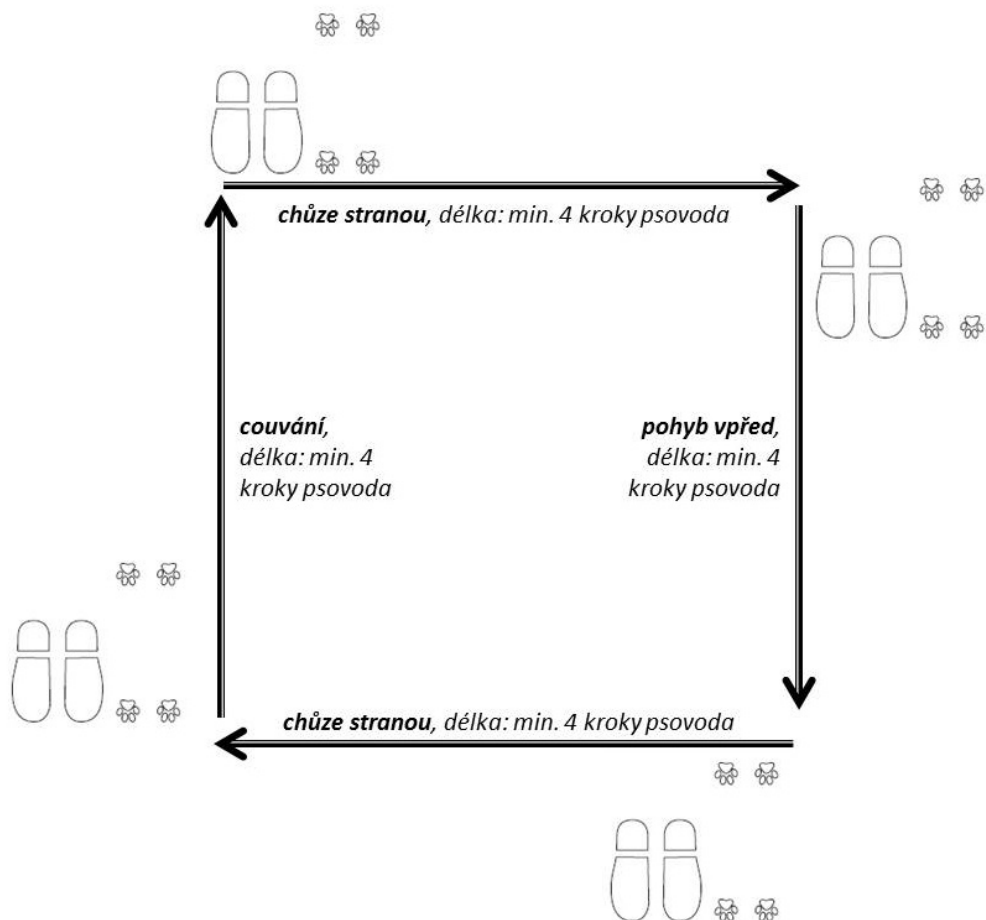 chůze stranou, délka: min. 4 kroky psovoda
couvání,
délka: min. 4
kroky psovoda
pohyb vpřed,
délka: min. 4
kroky psovoda
chůze stranou, délka: min. 4 kroky psovoda